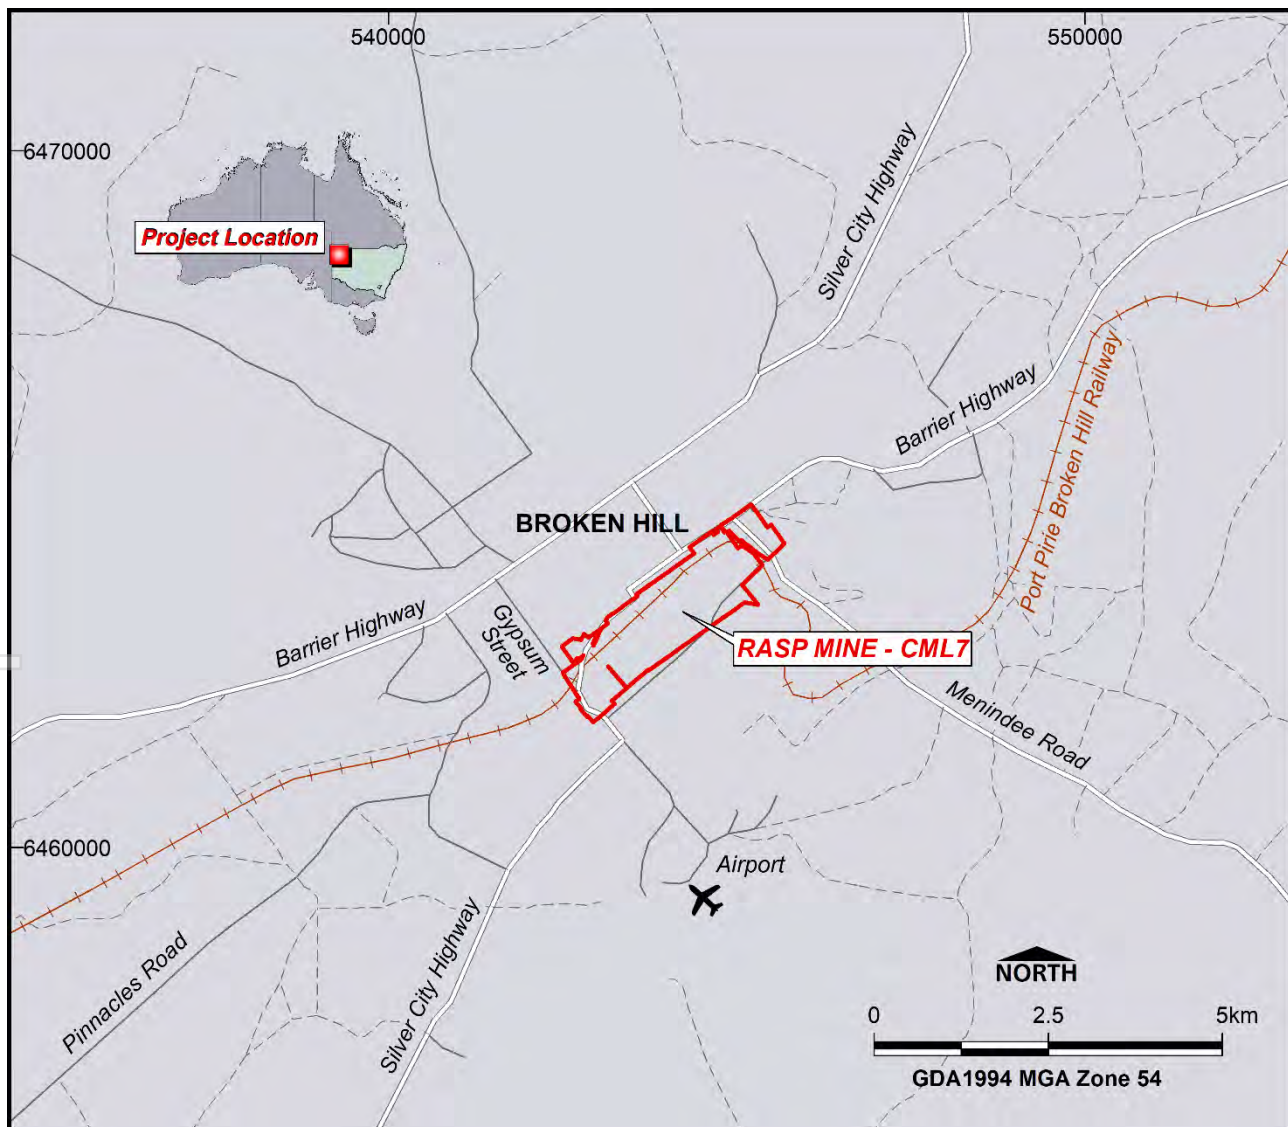 540000
550000
6470000
Project Location
Silver City Highway
Barrier Highway
Port Pirie Broken Hill Railway
BROKEN HILL
Gypsum
Street
Barrier Highway
RASP MINE - CML7
Menindee Road
6460000
Airport
Pinnacles Road
Silver City Highway
NORTH
0 2.5 5km
GDA1994 MGA Zone 54